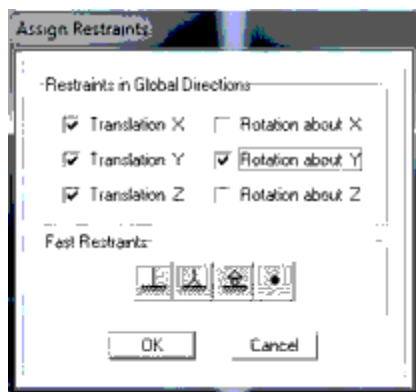 Assign Restraints
Restraints in Global Directions
Translation X Rotation about X
Translation Y Rotation about Y
Translation Z Rotation about Z
Fast Restraints
OK Cancel